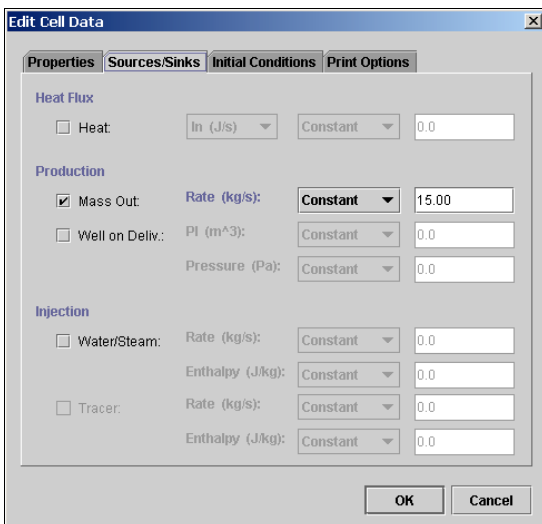 Edit Cell Data
Properties Sources/Sinks Initial Conditions Print Options
Heat Flux
Heat: In (J/s) Constant 0.0
Production
Mass Out: Rate (kg/s): Constant 15.00
Well on Deliv.: PI (m^3): Constant 0.0
Pressure (Pa): Constant 0.0
Injection
Water/Steam: Rate (kg/s): Constant 0.0
Enthalpy (J/kg): Constant 0.0
Tracer: Rate (kg/s): Constant 0.0
Enthalpy (J/kg): Constant 0.0
OK Cancel